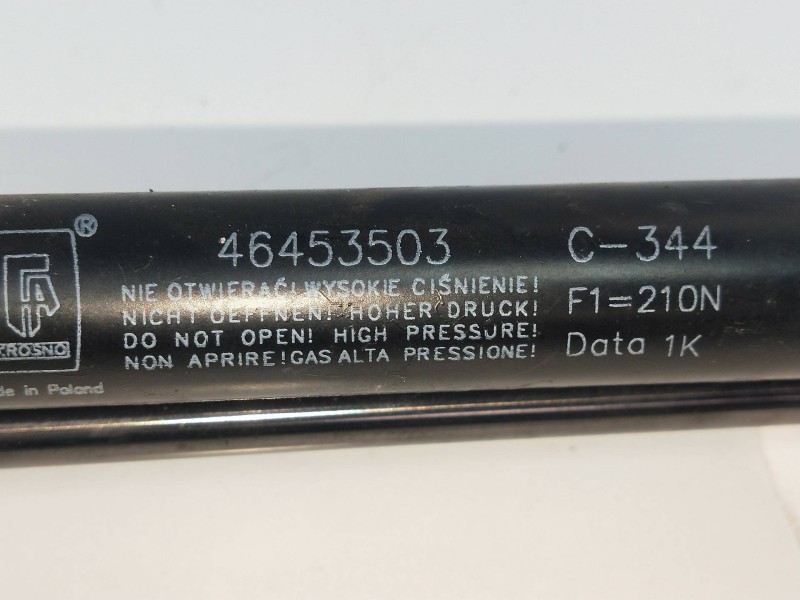 ®
FA
KROSNO
de in Poland
46453503
NIE OTWIERAĆ! WYSOKIE CIŚNIENIE!
NICHT OEFFNEN! HOHER DRUCK!
DO NOT OPEN! HIGH PRESSURE!
NON APRIRE! GAS ALTA PRESSIONE!
C-344
F1=210N
Data 1K